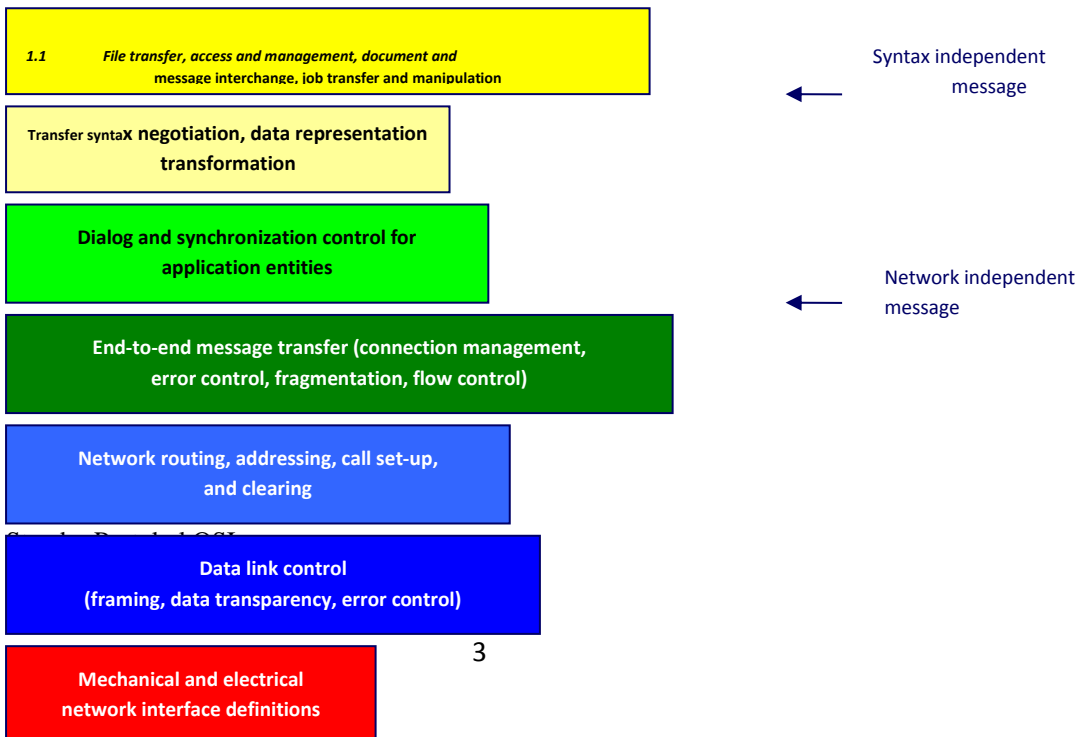 1.1 File transfer, access and management, document and
message interchange, job transfer and manipulation
Syntax independent
message
Transfer syntax negotiation, data representation
transformation
Dialog and synchronization control for
application entities
Network independent
message
End-to-end message transfer (connection management,
error control, fragmentation, flow control)
Network routing, addressing, call set-up,
and clearing
OSI
Data link control
(framing, data transparency, error control)
3
Mechanical and electrical
network interface definitions